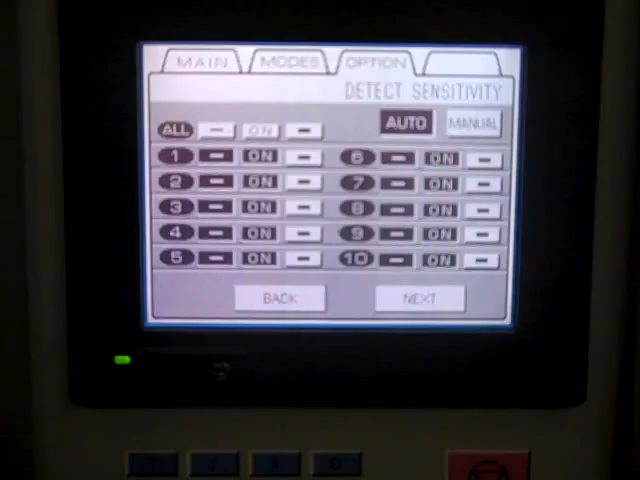 MAIN MODES OPTION
DETECT SENSITIVITY
ALL - ON - AUTO MANUAL
1 - ON - 6 - ON -
2 - ON - 7 - ON -
3 - ON - 8 - ON -
4 - ON - 9 - ON -
5 - ON - 10 - ON -
BACK NEXT